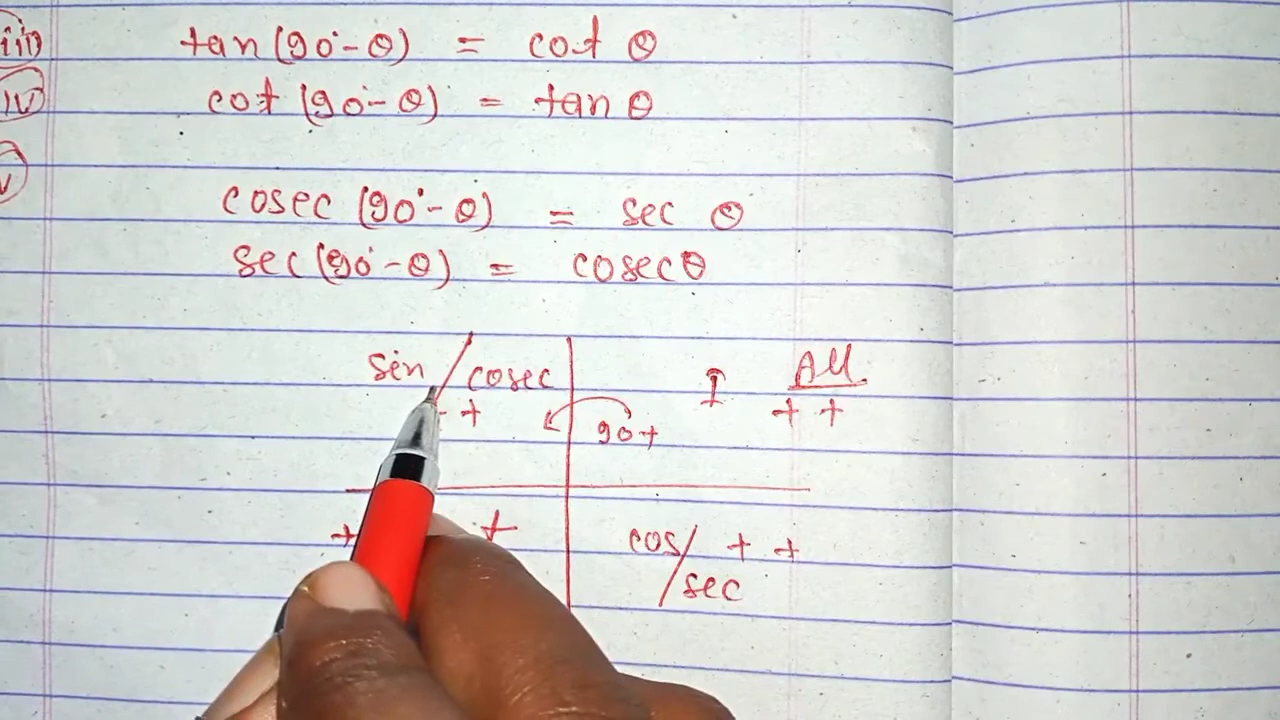 iii) tan(90°-θ) = cot θ
iv) cot (90°-θ) = tan θ
v
cosec (90°-θ) = sec θ
sec (90°-θ) = cosec θ
sin / cosec I All
+ + +
90+
+ + cos/ + +
/sec